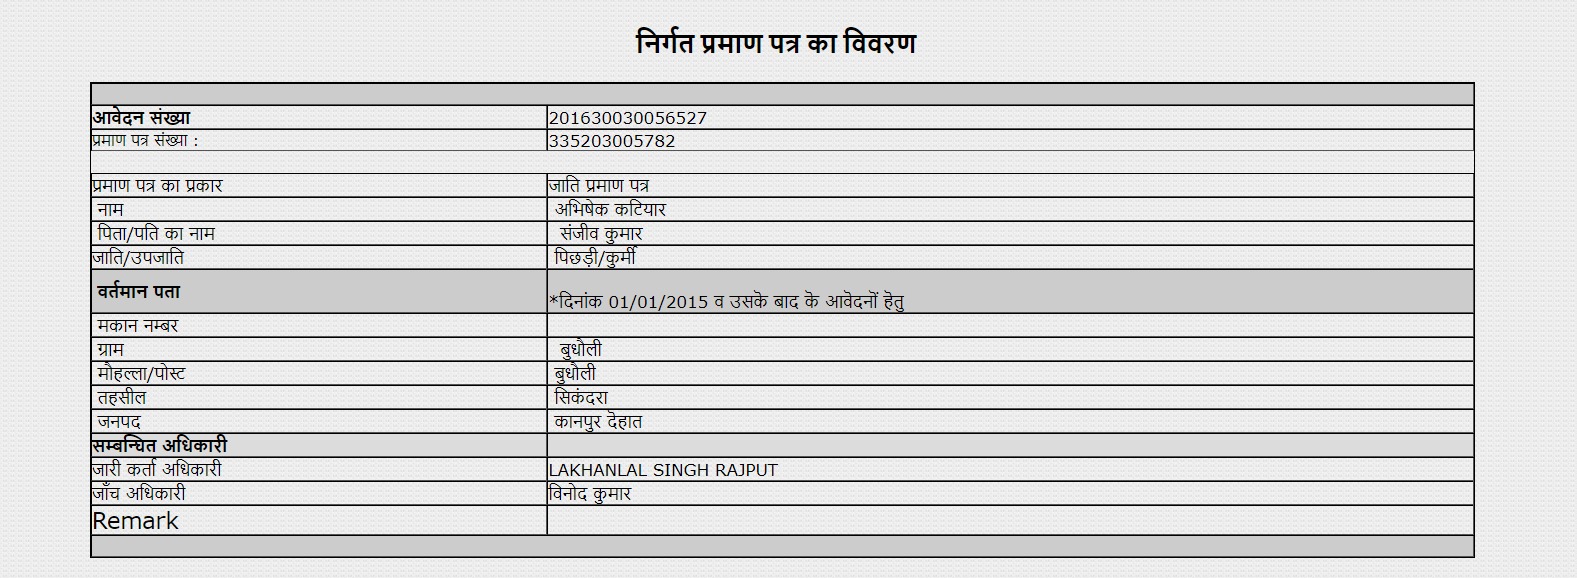 निर्गत प्रमाण पत्र का विवरण
आवेदन संख्या 201630030056527
प्रमाण पत्र संख्या : 335203005782
प्रमाण पत्र का प्रकार जाति प्रमाण पत्र
नाम अभिषेक कटियार
पिता/पति का नाम संजीव कुमार
जाति/उपजाति पिछड़ी/कुर्मी
वर्तमान पता *दिनांक 01/01/2015 व उसकॆ बाद कॆ आवॆदनॊं हॆतु
मकान नम्बर
ग्राम बुधौली
मौहल्ला/पोस्ट बुधौली
तहसील सिकंदरा
जनपद कानपुर दॆहात
सम्बन्धित अधिकारी
जारी कर्ता अधिकारी LAKHANLAL SINGH RAJPUT
जाँच अधिकारी विनोद कुमार
Remark